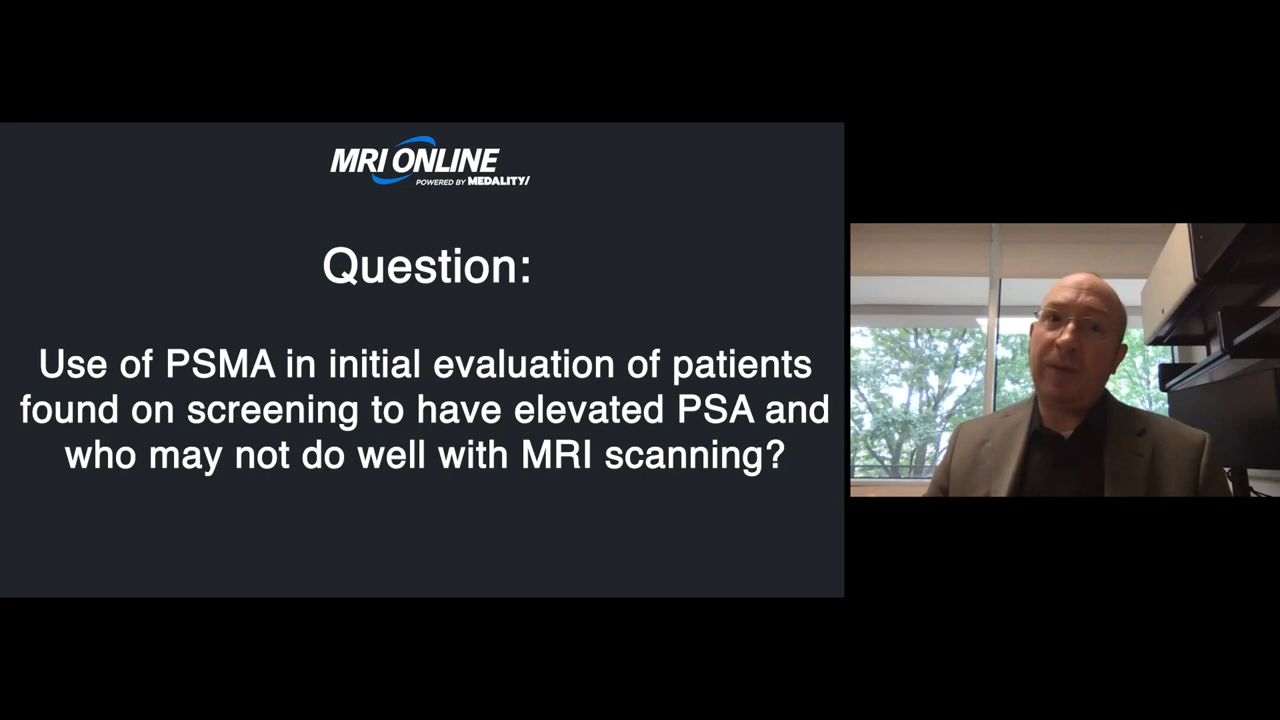 MRI ONLINE
POWERED BY MEDALITY/
Question:
Use of PSMA in initial evaluation of patients
found on screening to have elevated PSA and
who may not do well with MRI scanning?